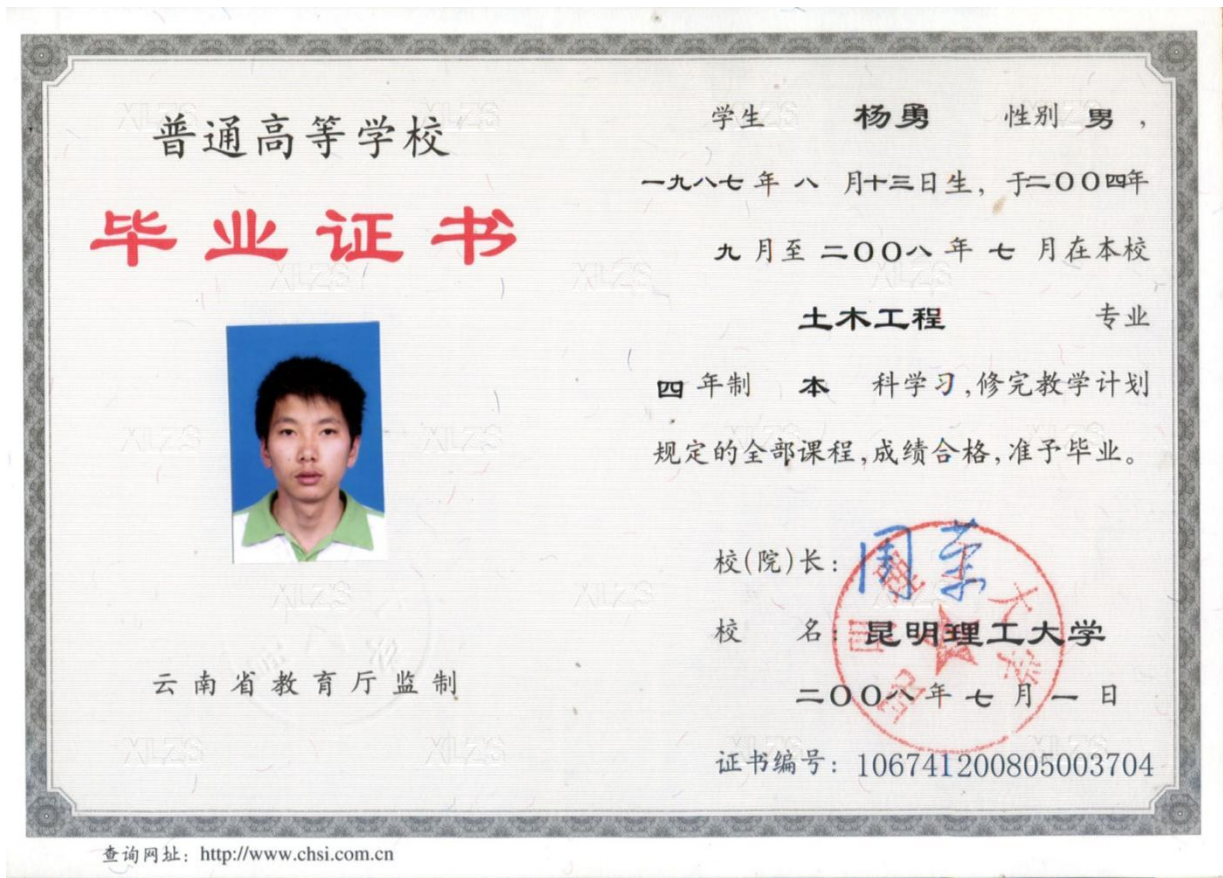 普通高等学校
毕业证书
云南省教育厅监制
学生 杨勇 性别 男，
一九八七年八月十三日生，于二OO四年
九月至二OO八年七月在本校
土木工程 专业
四年制 本 科学习，修完教学计划
规定的全部课程，成绩合格，准予毕业。
校(院)长：周荣
校 名：昆明理工大学
二OO八年七月一日
证书编号：106741200805003704
查询网址：http://www.chsi.com.cn
XLZS